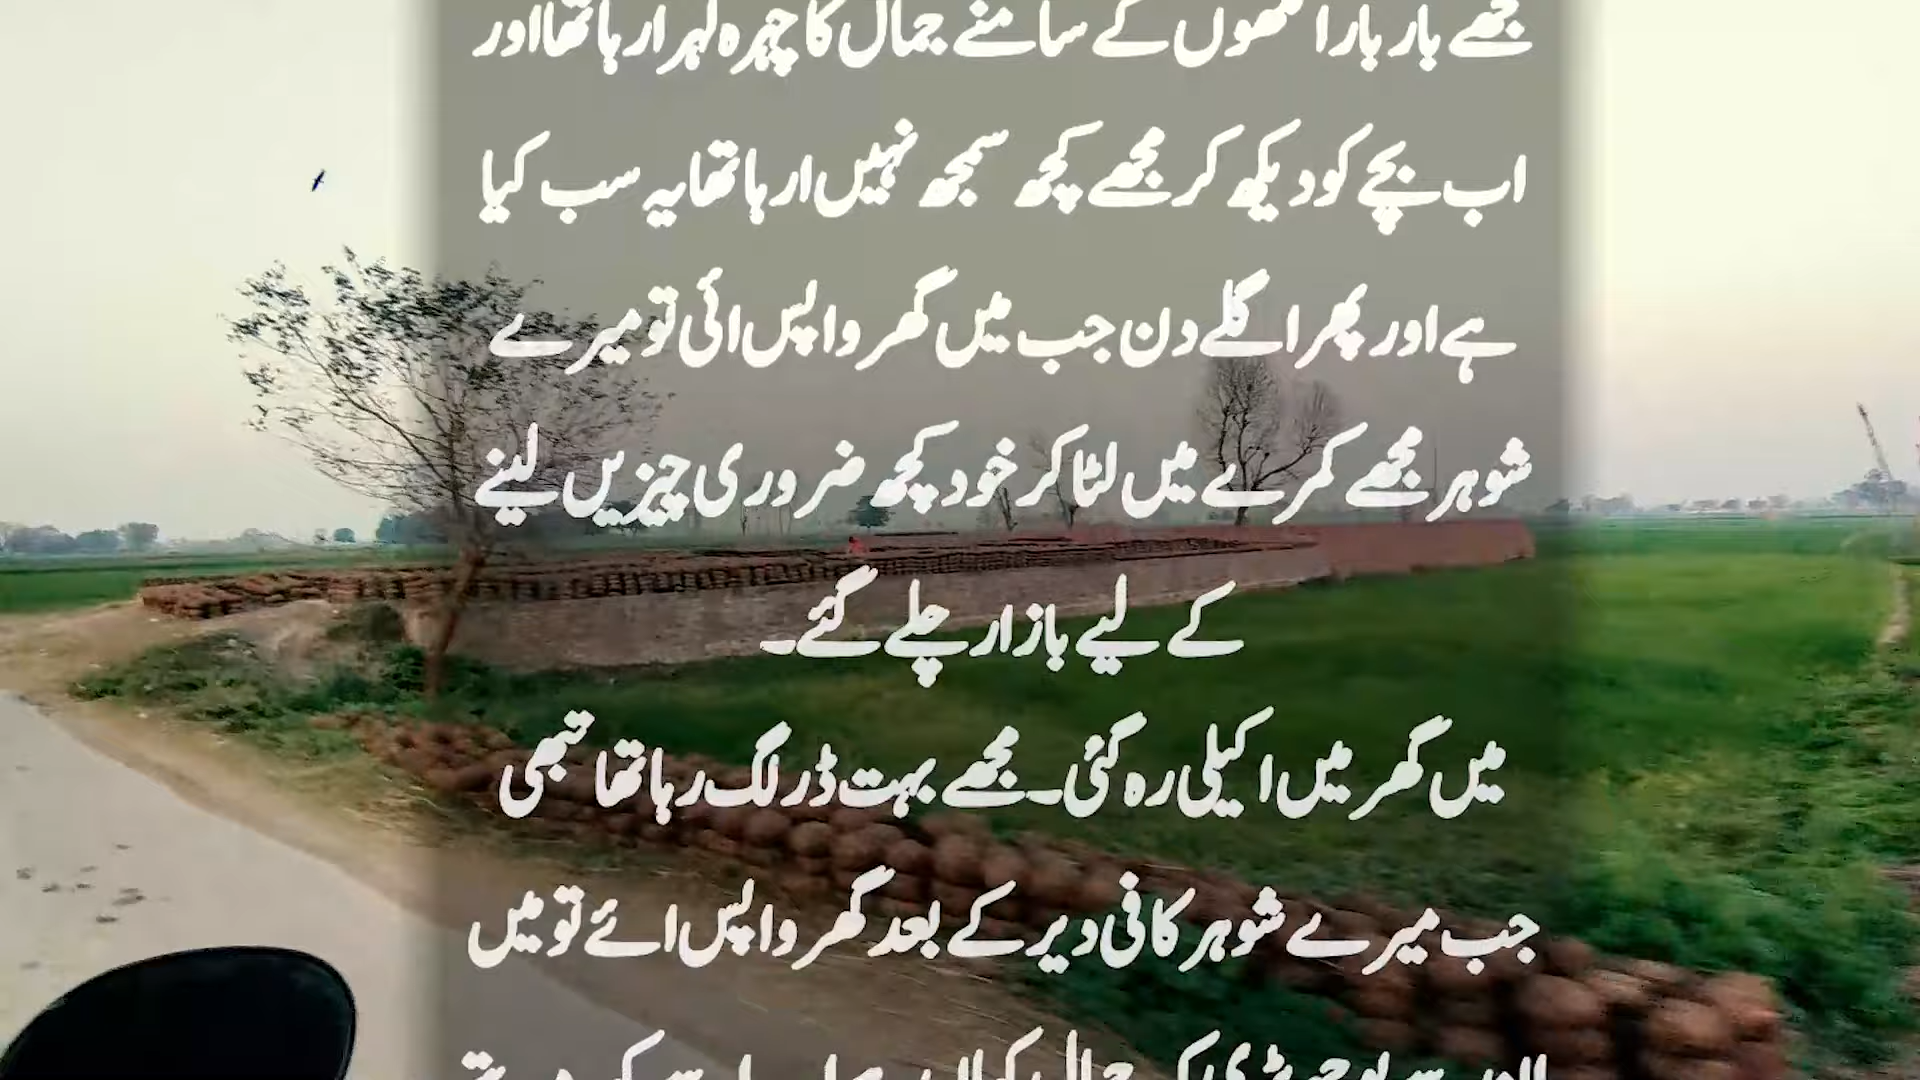 مجھے بار بار انکھوں کے سامنے جمال کا چہرہ لہرا رہا تھا اور
اب بچے کو دیکھ کر مجھے کچھ سمجھ نہیں ا رہا تھا یہ سب کیا
ہے اور پھر اگلے دن جب میں گھر واپس ائی تو میرے
شوہر مجھے کمرے میں لٹا کر خود کچھ ضروری چیزیں لینے
کے لیے بازار چلے گئے۔
میں گھر میں اکیلی رہ گئی۔ مجھے بہت ڈر لگ رہا تھا تبھی
جب میرے شوہر کافی دیر کے بعد گھر واپس ائے تو میں